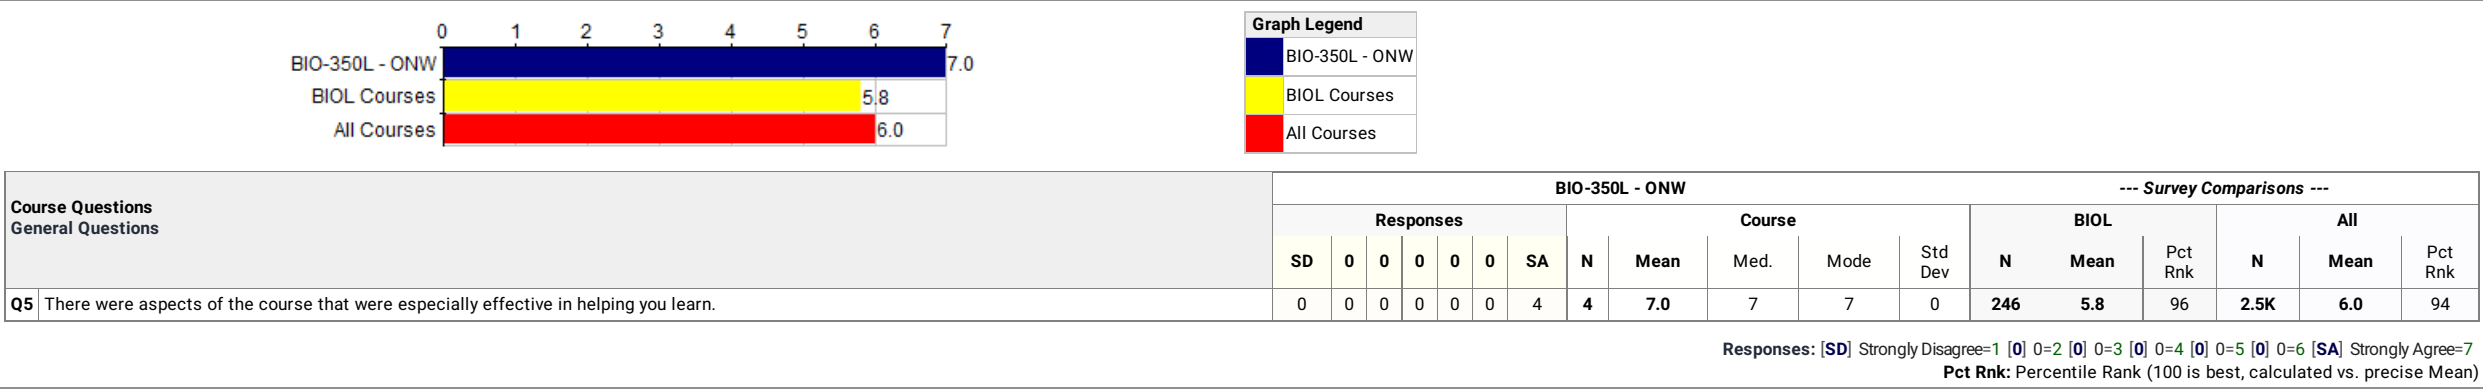 0 1 2 3 4 5 6 7
BIO-350L - ONW 7.0
BIOL Courses 5.8
All Courses 6.0
Graph Legend
BIO-350L - ONW
BIOL Courses
All Courses
Course Questions
General Questions
BIO-350L - ONW --- Survey Comparisons ---
Responses Course BIOL All
SD 0 0 0 0 0 SA N Mean Med. Mode Std Dev N Mean Pct Rnk N Mean Pct Rnk
Q5 There were aspects of the course that were especially effective in helping you learn. 0 0 0 0 0 0 4 4 7.0 7 7 0 246 5.8 96 2.5K 6.0 94
Responses: [SD] Strongly Disagree=1 [0] 0=2 [0] 0=3 [0] 0=4 [0] 0=5 [0] 0=6 [SA] Strongly Agree=7
Pct Rnk: Percentile Rank (100 is best, calculated vs. precise Mean)